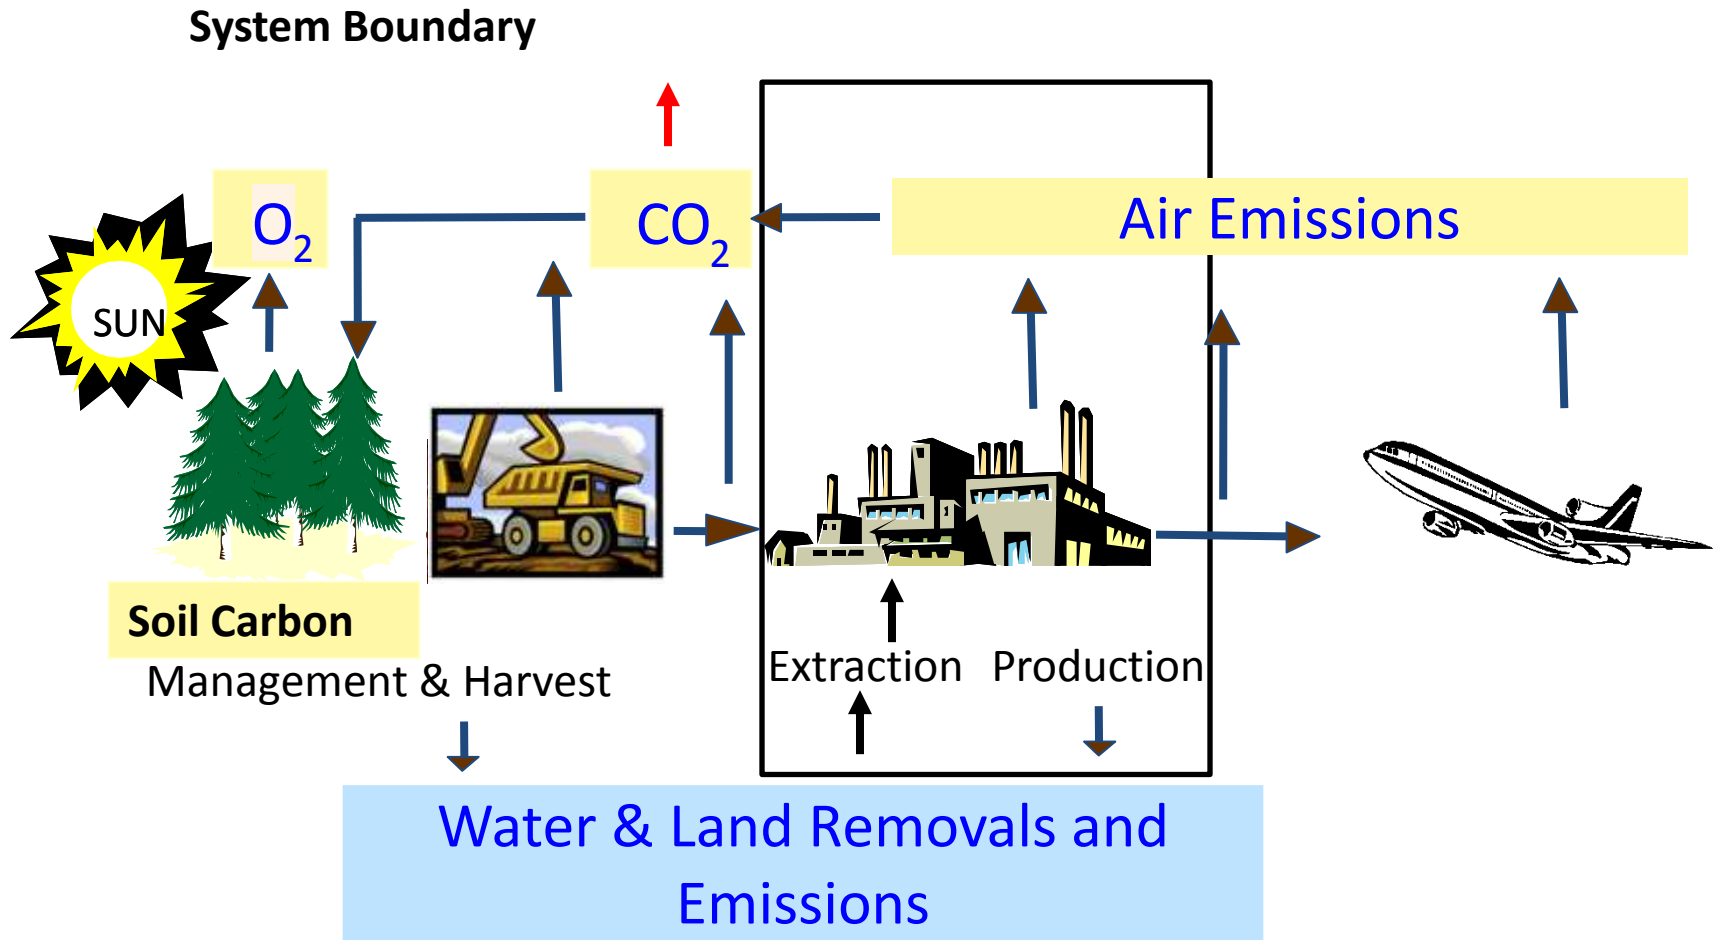 System Boundary
O2
CO2
Air Emissions
SUN
Soil Carbon
Management & Harvest
Extraction
Production
Water & Land Removals and
Emissions